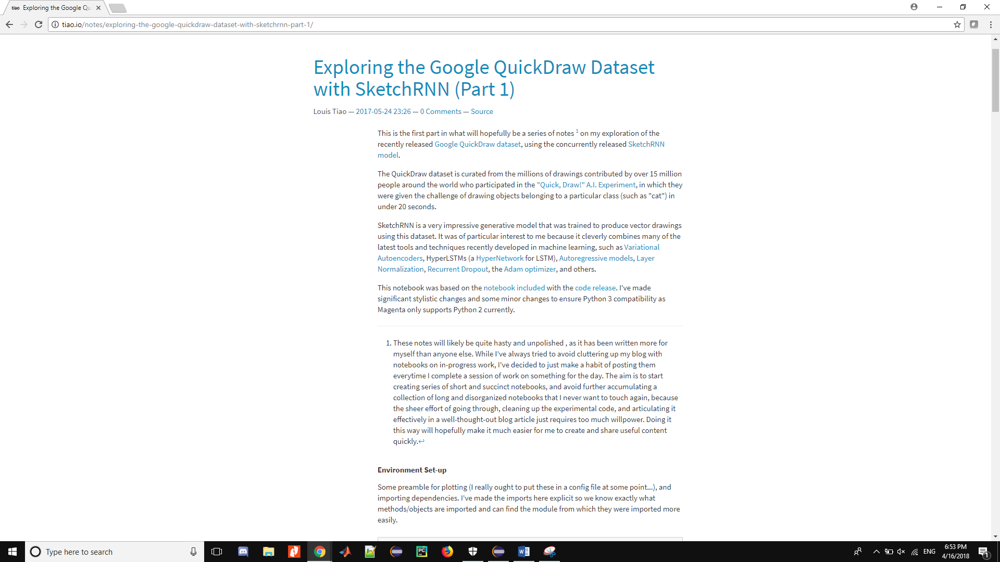 tiao Exploring the Google Qu
tiao.io/notes/exploring-the-google-quickdraw-dataset-with-sketchrnn-part-1/
Exploring the Google QuickDraw Dataset
with SketchRNN (Part 1)
Louis Tiao — 2017-05-24 23:26 — 0 Comments — Source
This is the first part in what will hopefully be a series of notes 1 on my exploration of the
recently released Google QuickDraw dataset, using the concurrently released SketchRNN
model.
The QuickDraw dataset is curated from the millions of drawings contributed by over 15 million
people around the world who participated in the "Quick, Draw!" A.I. Experiment, in which they
were given the challenge of drawing objects belonging to a particular class (such as "cat") in
under 20 seconds.
SketchRNN is a very impressive generative model that was trained to produce vector drawings
using this dataset. It was of particular interest to me because it cleverly combines many of the
latest tools and techniques recently developed in machine learning, such as Variational
Autoencoders, HyperLSTMs (a HyperNetwork for LSTM), Autoregressive models, Layer
Normalization, Recurrent Dropout, the Adam optimizer, and others.
This notebook was based on the notebook included with the code release. I've made
significant stylistic changes and some minor changes to ensure Python 3 compatibility as
Magenta only supports Python 2 currently.
1. These notes will likely be quite hasty and unpolished , as it has been written more for
myself than anyone else. While I've always tried to avoid cluttering up my blog with
notebooks on in-progress work, I've decided to just make a habit of posting them
everytime I complete a session of work on something for the day. The aim is to start
creating series of short and succinct notebooks, and avoid further accumulating a
collection of long and disorganized notebooks that I never want to touch again, because
the sheer effort of going through, cleaning up the experimental code, and articulating it
effectively in a well-thought-out blog article just requires too much willpower. Doing it
this way will hopefully make it much easier for me to create and share useful content
quickly.↩
Environment Set-up
Some preamble for plotting (I really ought to put these in a config file at some point...), and
importing dependencies. I've made the imports here explicit so we know exactly what
methods/objects are imported and can find the module from which they were imported more
easily.
Type here to search
PC
ENG
6:53 PM
4/16/2018
1